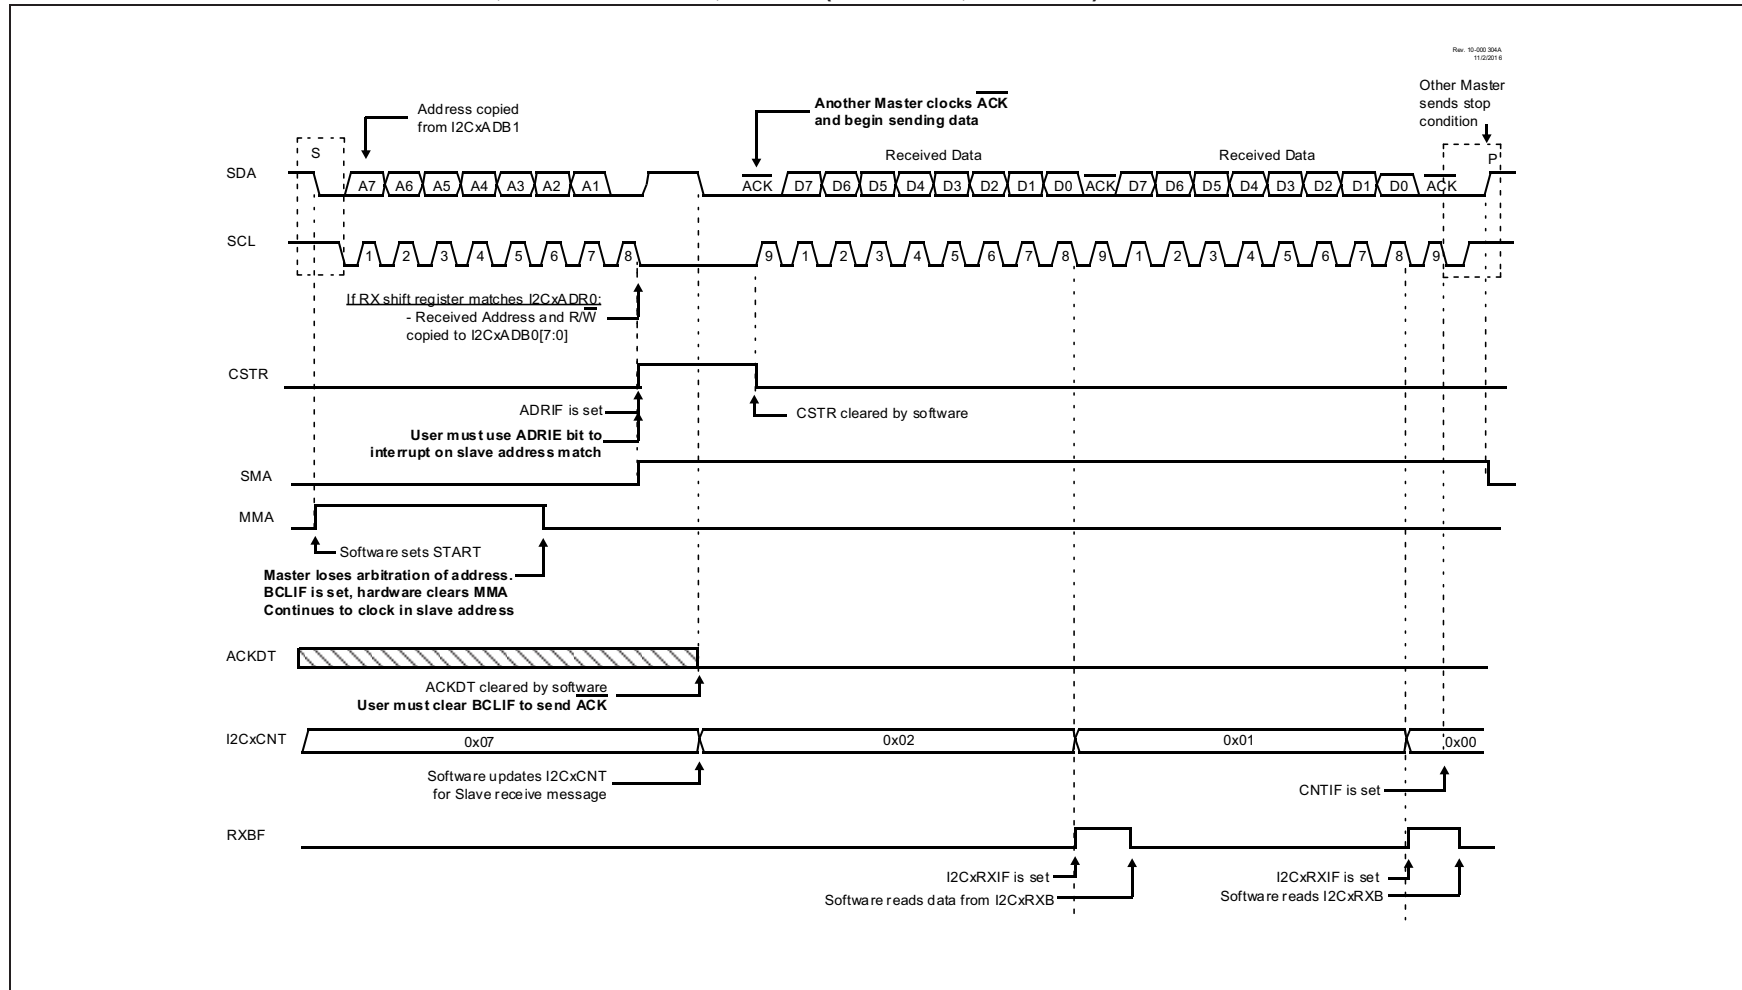 Rev. 10-000 304A
11/2/2016
Other Master
sends stop
condition
Another Master clocks ACK
and begin sending data
Address copied
from I2CxADB1
S
Received Data
Received Data
P
SDA
A7 A6 A5 A4 A3 A2 A1
ACK D7 D6 D5 D4 D3 D2 D1 D0 ACK D7 D6 D5 D4 D3 D2 D1 D0 ACK
SCL
1 2 3 4 5 6 7 8 9 1 2 3 4 5 6 7 8 9 1 2 3 4 5 6 7 8 9
If RX shift register matches I2CxADR0:
- Received Address and R/W
copied to I2CxADB0[7:0]
CSTR
ADRIF is set
CSTR cleared by software
User must use ADRIE bit to
interrupt on slave address match
SMA
MMA
Software sets START
Master loses arbitration of address.
BCLIF is set, hardware clears MMA
Continues to clock in slave address
ACKDT
ACKDT cleared by software
User must clear BCLIF to send ACK
I2CxCNT
0x07 0x02 0x01 0x00
Software updates I2CxCNT
for Slave receive message
CNTIF is set
RXBF
I2CxRXIF is set
Software reads data from I2CxRXB
I2CxRXIF is set
Software reads I2CxRXB